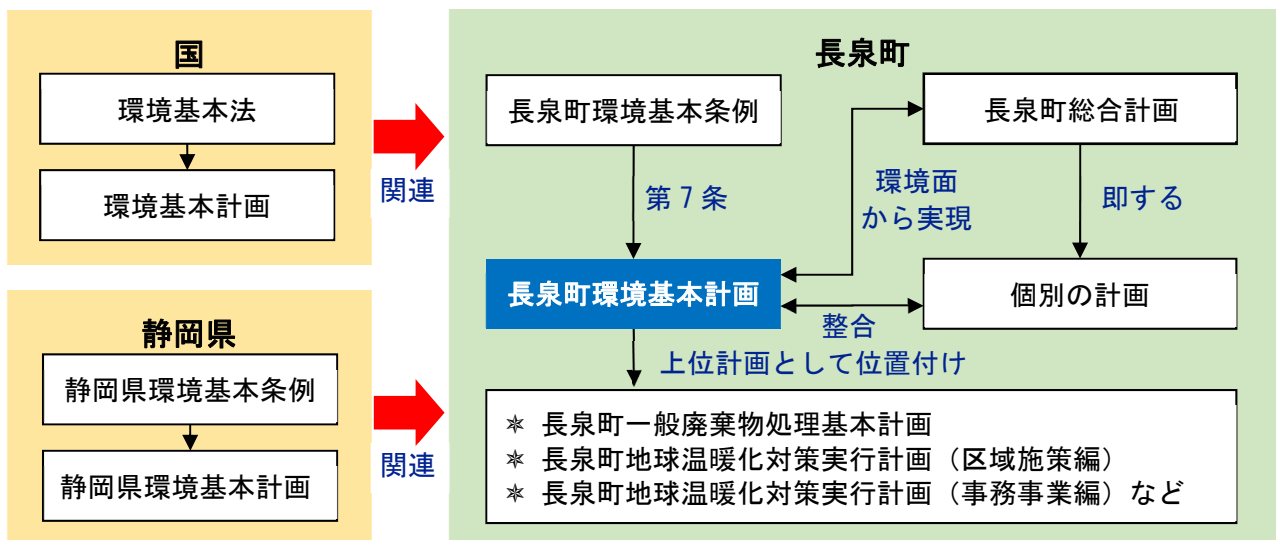 国
環境基本法
環境基本計画
関連
静岡県
静岡県環境基本条例
静岡県環境基本計画
関連
長泉町
長泉町環境基本条例
長泉町総合計画
第7条
環境面
から実現
即する
長泉町環境基本計画
整合
個別の計画
上位計画として位置付け
✵ 長泉町一般廃棄物処理基本計画
✵ 長泉町地球温暖化対策実行計画（区域施策編）
✵ 長泉町地球温暖化対策実行計画（事務事業編）など